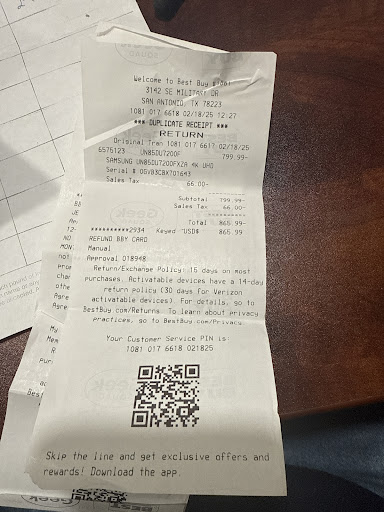 Welcome to Best Buy #
3142 SE MILITARY DR
SAN ANTONIO, TX 78223
1081 017 6618 02/18/25 12:27
*** DUPLICATE RECEIPT ***
RETURN
Original Tran 1081 017 6617 02/18/25
6575123 UN85DU7200F 799.99-
SAMSUNG UN85DU7200FXZA 4K UHD
Serial # 0GVB3CBX701643
Sales Tax 66.00-
Subtotal 799.99-
Sales Tax 66.00-
Total 865.99-
**********2934 Keyed USD$ 865.99
REFUND BBY CARD
Manual
Approval 018948
Return/Exchange Policy: 15 days on most
purchases. Activatable devices have a 14-day
return policy (30 days for Verizon
activatable devices). For details, go to
BestBuy.com/Returns. To learn about privacy
practices, go to BestBuy.com/Privacy.
Your Customer Service PIN is:
1081 017 6618 021825
Skip the line and get exclusive offers and
rewards! Download the app.